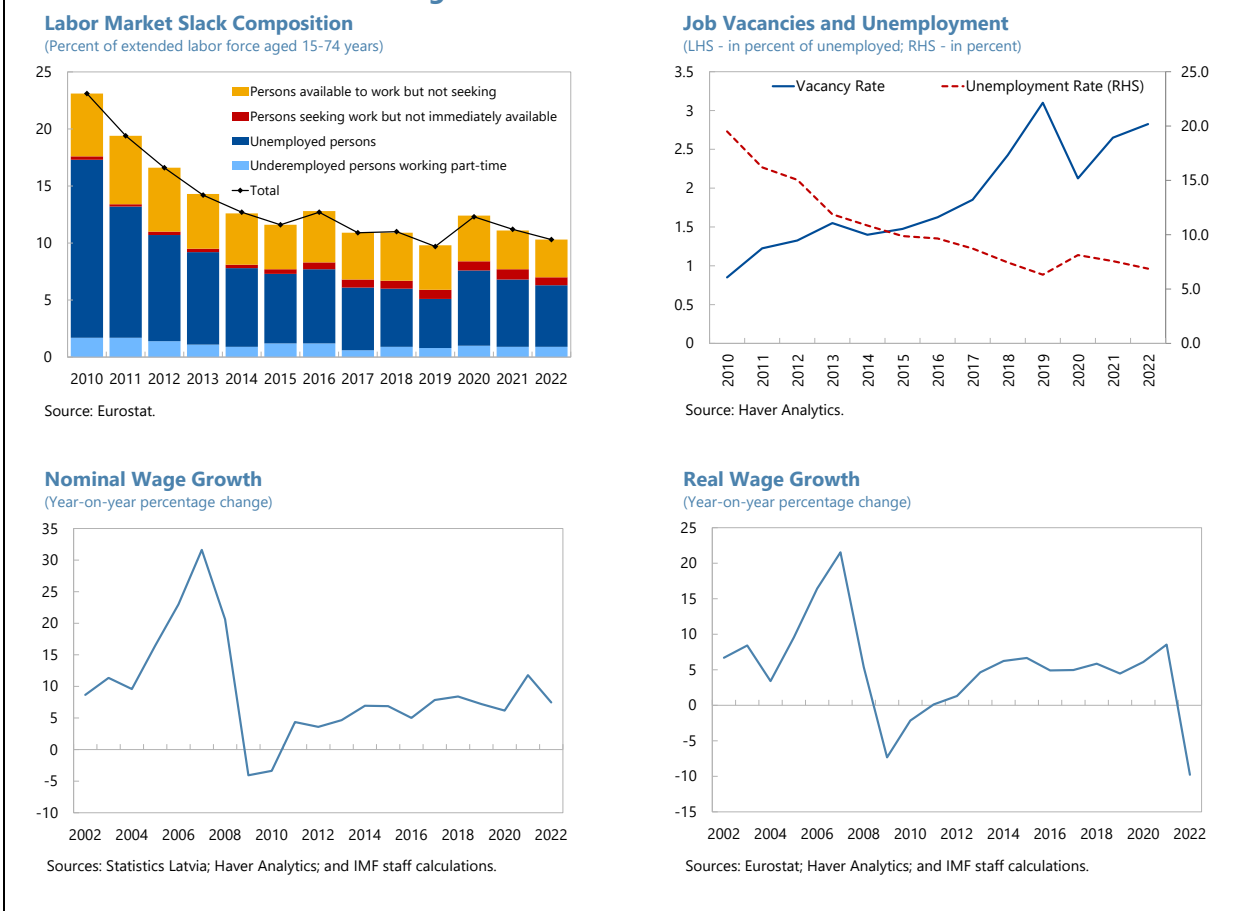 Labor Market Slack Composition
(Percent of extended labor force aged 15-74 years)
25
20
15
10
5
0
Persons available to work but not seeking
Persons seeking work but not immediately available
Unemployed persons
Underemployed persons working part-time
Total
2010 2011 2012 2013 2014 2015 2016 2017 2018 2019 2020 2021 2022
Source: Eurostat.
Job Vacancies and Unemployment
(LHS - in percent of unemployed; RHS - in percent)
3.5
3
2.5
2
1.5
1
0.5
0
Vacancy Rate
Unemployment Rate (RHS)
25.0
20.0
15.0
10.0
5.0
0.0
2010 2011 2012 2013 2014 2015 2016 2017 2018 2019 2020 2021 2022
Source: Haver Analytics.
Nominal Wage Growth
(Year-on-year percentage change)
35
30
25
20
15
10
5
0
-5
-10
2002 2004 2006 2008 2010 2012 2014 2016 2018 2020 2022
Sources: Statistics Latvia; Haver Analytics; and IMF staff calculations.
Real Wage Growth
(Year-on-year percentage change)
25
20
15
10
5
0
-5
-10
-15
2002 2004 2006 2008 2010 2012 2014 2016 2018 2020 2022
Sources: Eurostat; Haver Analytics; and IMF staff calculations.